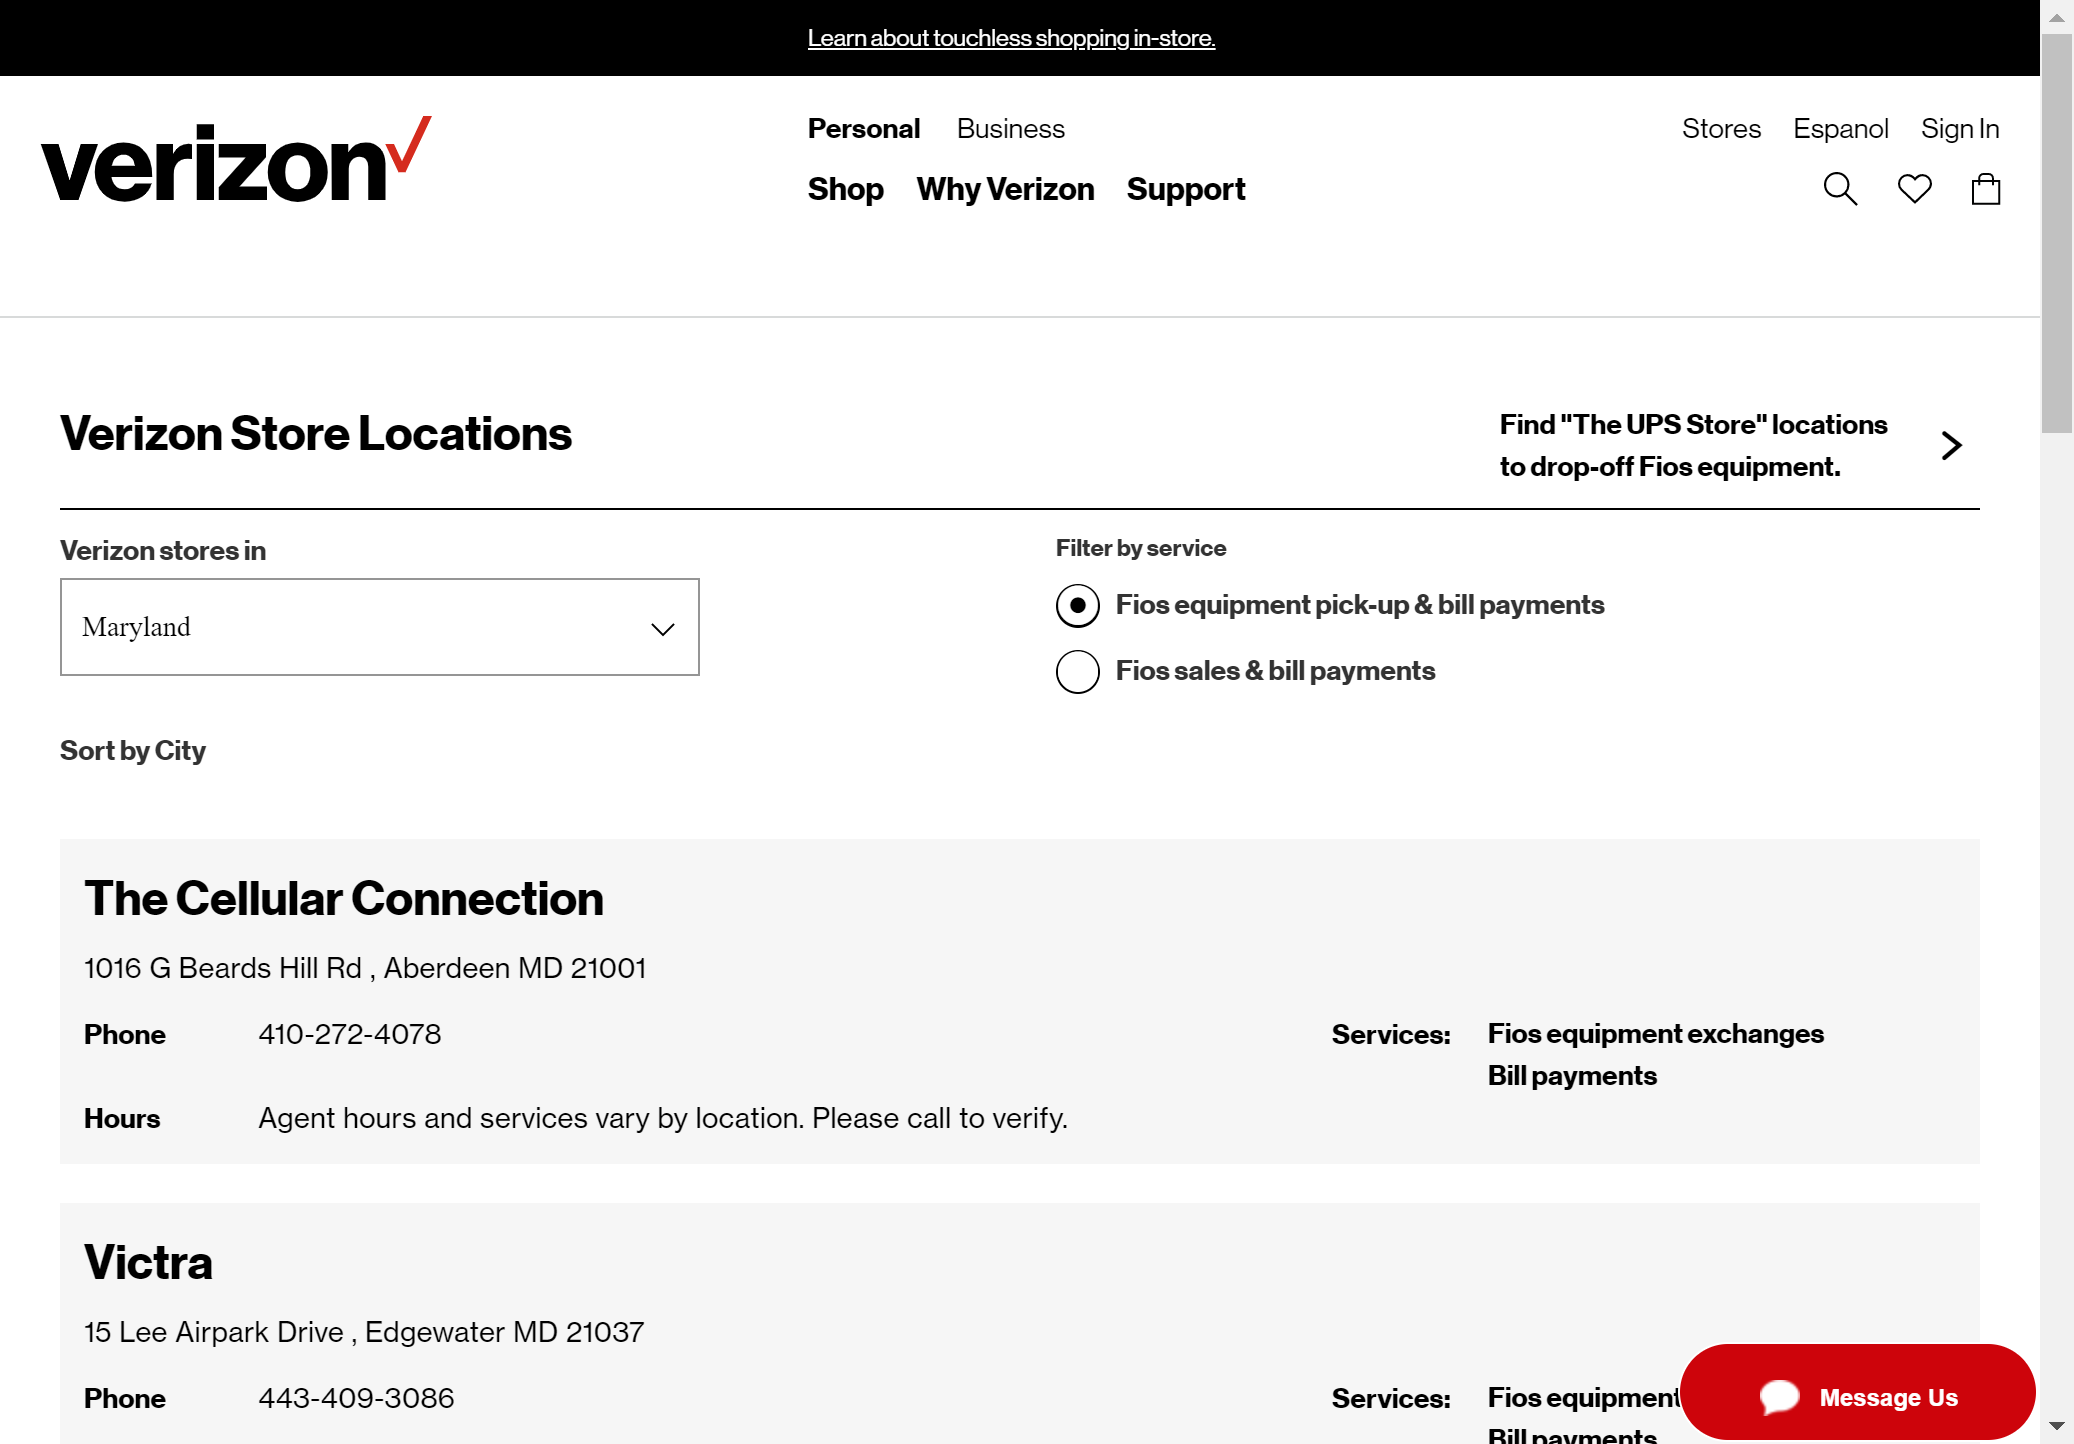 Learn about touchless shopping in-store.
verizon
Personal Business
Stores Espanol Sign In
Shop Why Verizon Support
Verizon Store Locations
Find "The UPS Store" locations
to drop-off Fios equipment.
Verizon stores in
Maryland
Filter by service
Fios equipment pick-up & bill payments
Fios sales & bill payments
Sort by City
The Cellular Connection
1016 G Beards Hill Rd , Aberdeen MD 21001
Phone 410-272-4078
Services: Fios equipment exchanges
Bill payments
Hours Agent hours and services vary by location. Please call to verify.
Victra
15 Lee Airpark Drive , Edgewater MD 21037
Phone 443-409-3086
Services: Fios equipment
Bill payments
Message Us